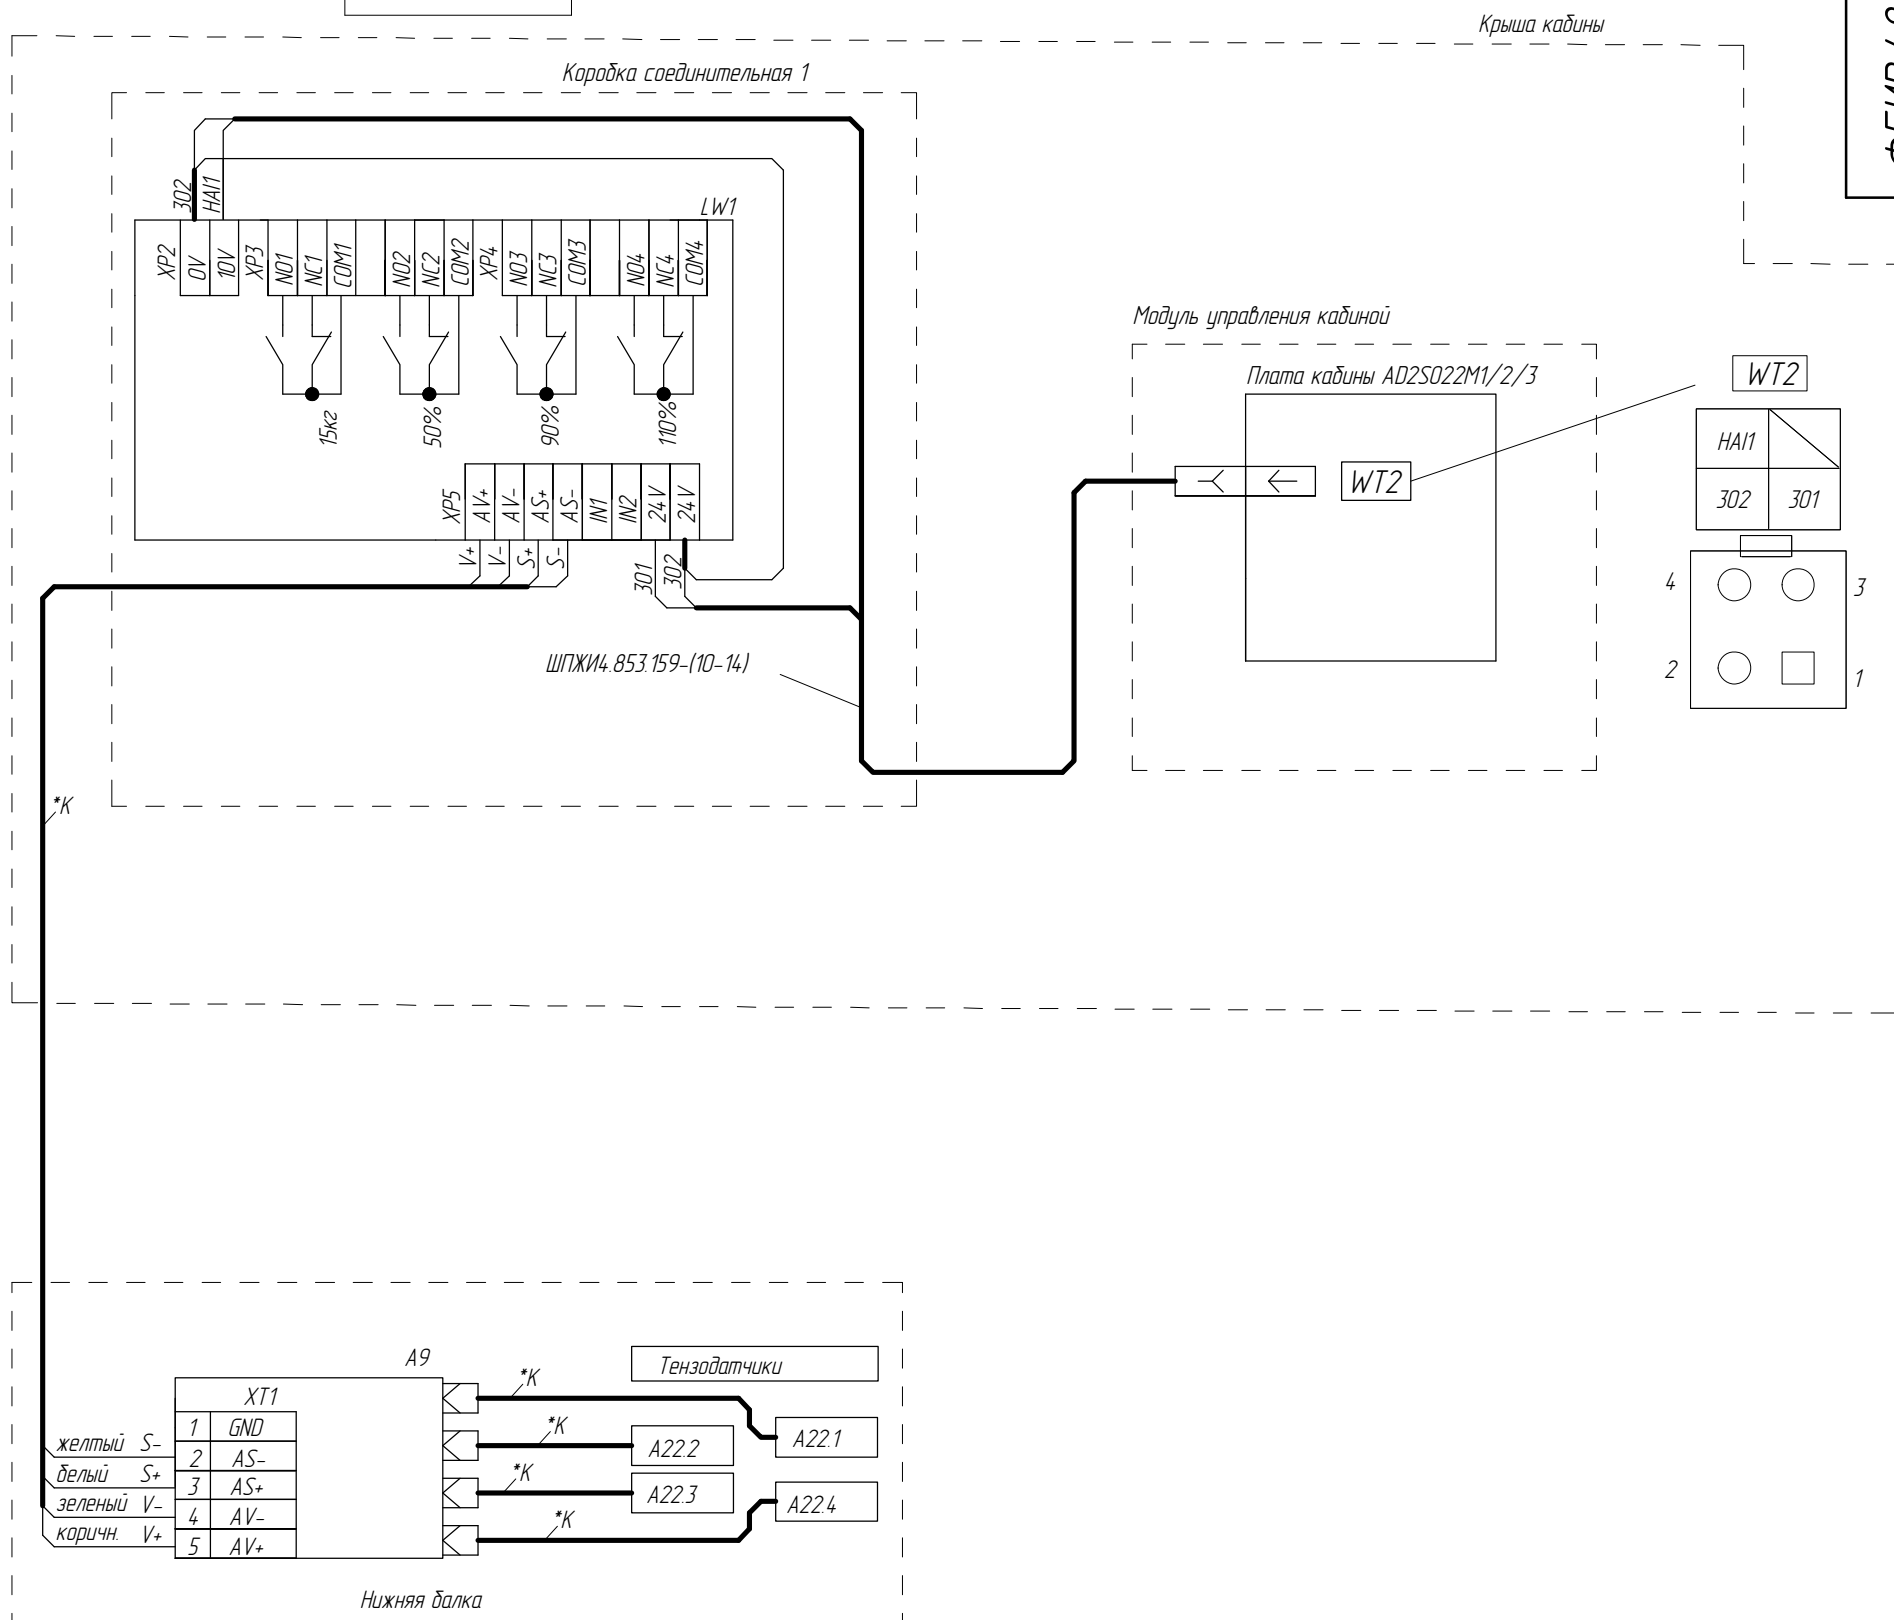 Крыша кабины
Коробка соединительная 1
302
HAI1
LW1
XP2
0V
10V
XP3
NO1
NC1
COM1
NO2
NC2
COM2
XP4
NO3
NC3
COM3
NO4
NC4
COM4
15кг
50%
90%
110%
XP5
AV+
AV-
AS+
AS-
IN1
IN2
24V
24V
V+
V-
S+
S-
301
302
ШПЖИ4.853.159-(10-14)
*К
Модуль управления кабиной
Плата кабины AD2S022M1/2/3
WT2
WT2
HAI1
302 301
4 3
2 1
A9
Тензодатчики
XT1
1 GND
желтый S- 2 AS-
белый S+ 3 AS+
зеленый V- 4 AV-
коричн. V+ 5 AV+
*К
A22.1
*К
A22.2
*К
A22.3
*К
A22.4
Нижняя балка